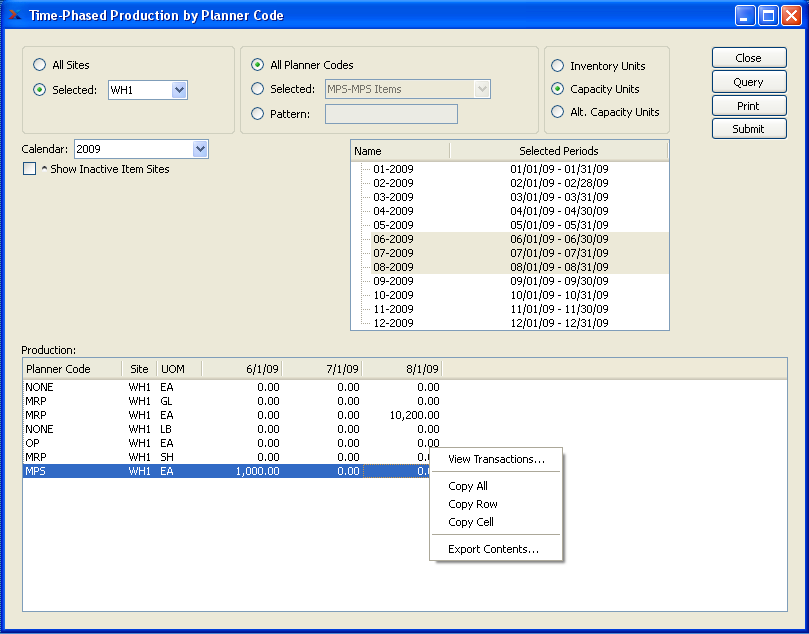 Time-Phased Production by Planner Code
All Sites
Selected: WH1
All Planner Codes
Selected: MPS-MPS Items
Pattern:
Inventory Units
Capacity Units
Alt. Capacity Units
Close
Query
Print
Submit
Calendar: 2009
^ Show Inactive Item Sites
Name Selected Periods
01-2009 01/01/09 - 01/31/09
02-2009 02/01/09 - 02/28/09
03-2009 03/01/09 - 03/31/09
04-2009 04/01/09 - 04/30/09
05-2009 05/01/09 - 05/31/09
06-2009 06/01/09 - 06/30/09
07-2009 07/01/09 - 07/31/09
08-2009 08/01/09 - 08/31/09
09-2009 09/01/09 - 09/30/09
10-2009 10/01/09 - 10/31/09
11-2009 11/01/09 - 11/30/09
12-2009 12/01/09 - 12/31/09
Production:
Planner Code Site UOM 6/1/09 7/1/09 8/1/09
NONE WH1 EA 0.00 0.00 0.00
MRP WH1 GL 0.00 0.00 0.00
MRP WH1 EA 0.00 0.00 10,200.00
NONE WH1 LB 0.00 0.00 0.00
OP WH1 EA 0.00 0.00 0.00
MRP WH1 SH 0.00 0.00
MPS WH1 EA 1,000.00 0.00
View Transactions...
Copy All
Copy Row
Copy Cell
Export Contents...